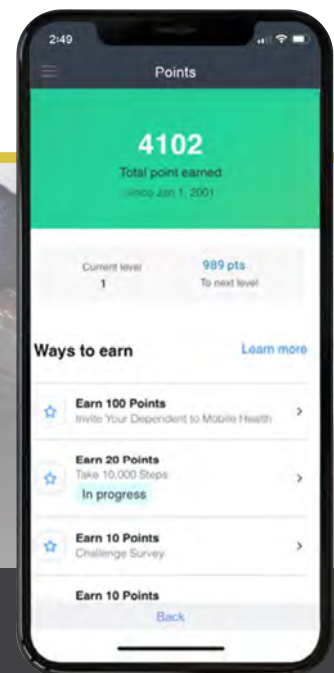 2:49
Points
4102
Total point earned
since Jan 1, 2001
Current level
1
989 pts
To next level
Ways to earn
Learn more
Earn 100 Points
Invite Your Dependent to Mobile Health
Earn 20 Points
Take 10,000 Steps
In progress
Earn 10 Points
Challenge Survey
Earn 10 Points
Back